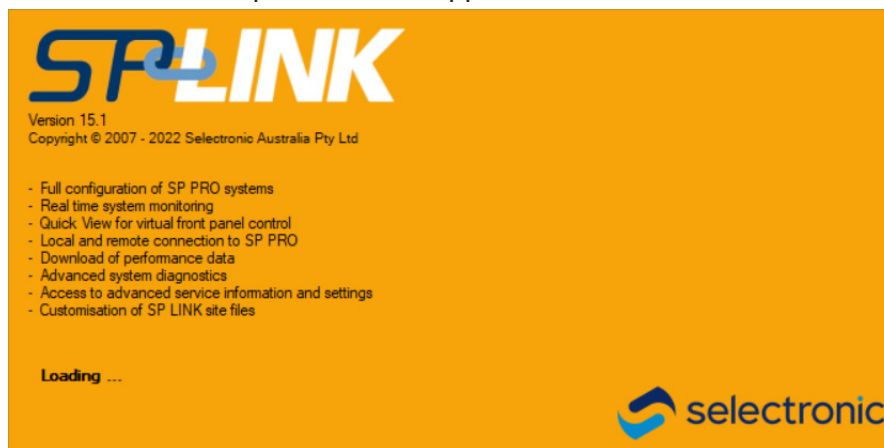 SP LINK
Version 15.1
Copyright © 2007 - 2022 Selectronic Australia Pty Ltd
- Full configuration of SP PRO systems
- Real time system monitoring
- Quick View for virtual front panel control
- Local and remote connection to SP PRO
- Download of performance data
- Advanced system diagnostics
- Access to advanced service information and settings
- Customisation of SP LINK site files
Loading ...
selectronic